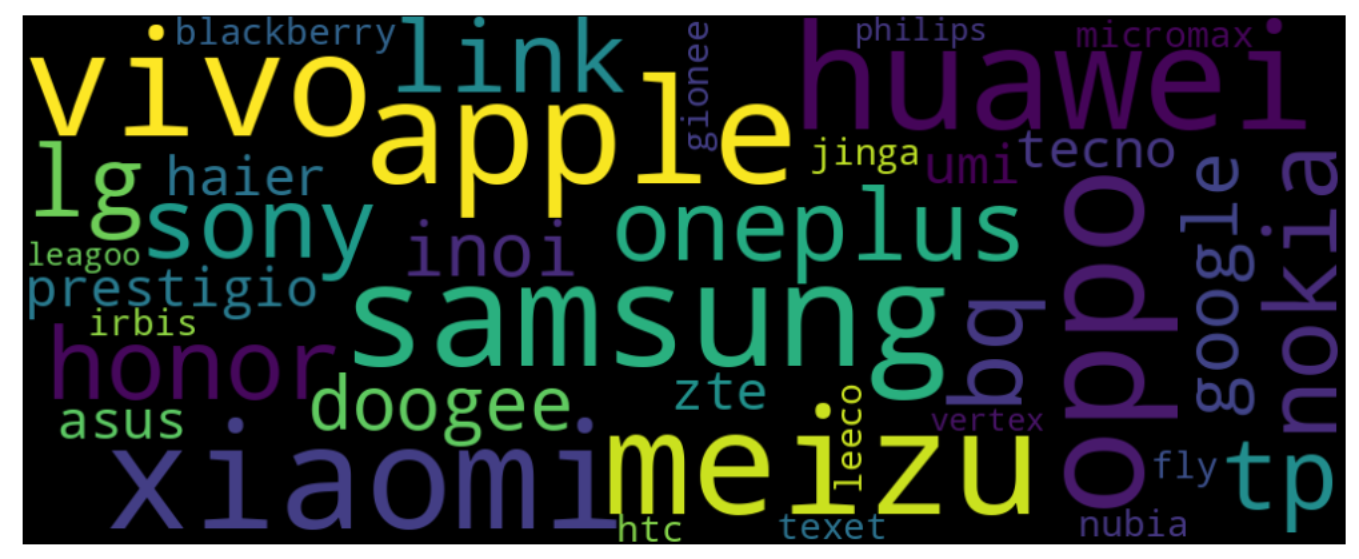 blackberry
link
gionee
philips
micromax
vivo
apple
huawei
jinga
umi
tecno
lg
haier
sony
oneplus
oppo
google
nokia
leagoo
inoi
prestigio
irbis
samsung
bq
honor
doogee
zte
leeco
vertex
asus
xiaomi
meizu
fly
tp
htc
texet
nubia